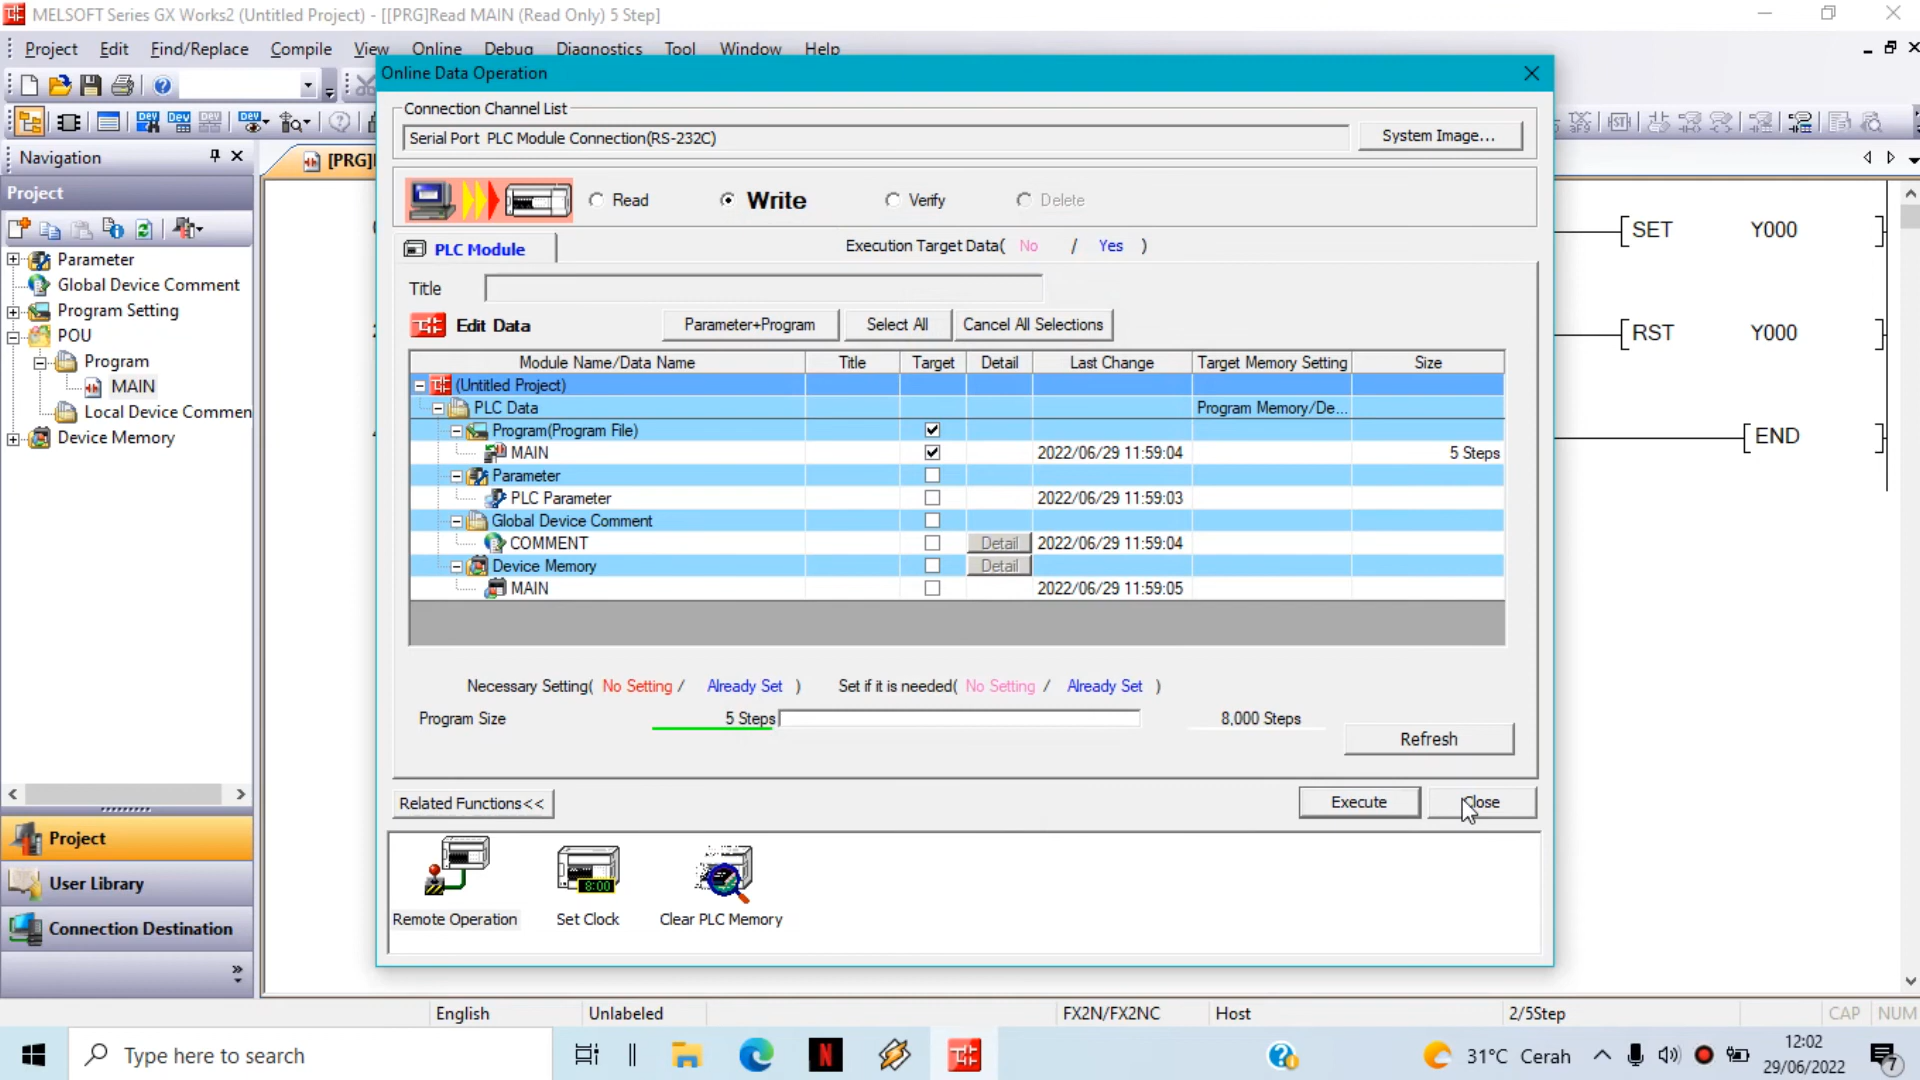 MELSOFT Series GX Works2 (Untitled Project) - [[PRG]Read MAIN (Read Only) 5 Step]
Project Edit Find/Replace Compile View Online Debug Diagnostics Tool Window Help
Online Data Operation
Connection Channel List
Serial Port PLC Module Connection(RS-232C)
System Image...
Navigation
[PRG]
Read Write Verify Delete
Project
PLC Module
Execution Target Data( No / Yes )
Title
Edit Data
Parameter+Program
Select All
Cancel All Selections
Module Name/Data Name Title Target Detail Last Change Target Memory Setting Size
(Untitled Project)
PLC Data Program Memory/De...
Program(Program File)
MAIN 2022/06/29 11:59:04 5 Steps
Parameter
PLC Parameter 2022/06/29 11:59:03
Global Device Comment
COMMENT Detail 2022/06/29 11:59:04
Device Memory Detail
MAIN 2022/06/29 11:59:05
Necessary Setting( No Setting / Already Set ) Set if it is needed( No Setting / Already Set )
Program Size 5 Steps 8,000 Steps
Refresh
Related Functions<<
Execute
Close
Remote Operation
Set Clock
8:00
Clear PLC Memory
Parameter
Global Device Comment
Program Setting
POU
Program
MAIN
Local Device Commen
Device Memory
Project
User Library
Connection Destination
SET Y000
RST Y000
END
English Unlabeled FX2N/FX2NC Host 2/5Step CAP NUM
Type here to search
31°C Cerah
12:02
29/06/2022
7